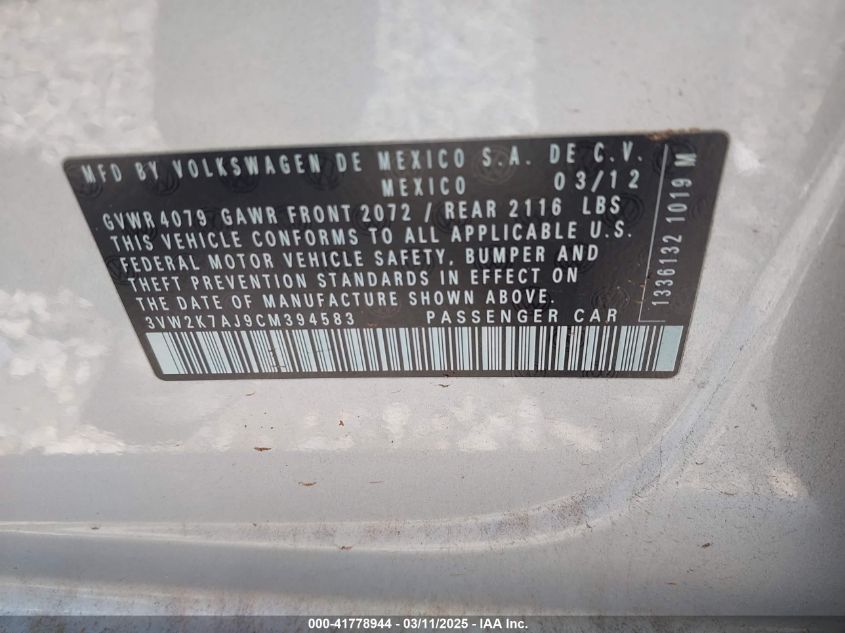 MFD BY VOLKSWAGEN DE MEXICO S.A. DE C.V.
MEXICO 03/12
GVWR 4079 GAWR FRONT 2072 / REAR 2116 LBS
THIS VEHICLE CONFORMS TO ALL APPLICABLE U.S.
FEDERAL MOTOR VEHICLE SAFETY, BUMPER AND
THEFT PREVENTION STANDARDS IN EFFECT ON
THE DATE OF MANUFACTURE SHOWN ABOVE.
3VW2K7AJ9CM394583 PASSENGER CAR
1336132 1019 M
000-41778944 - 03/11/2025 - IAA Inc.